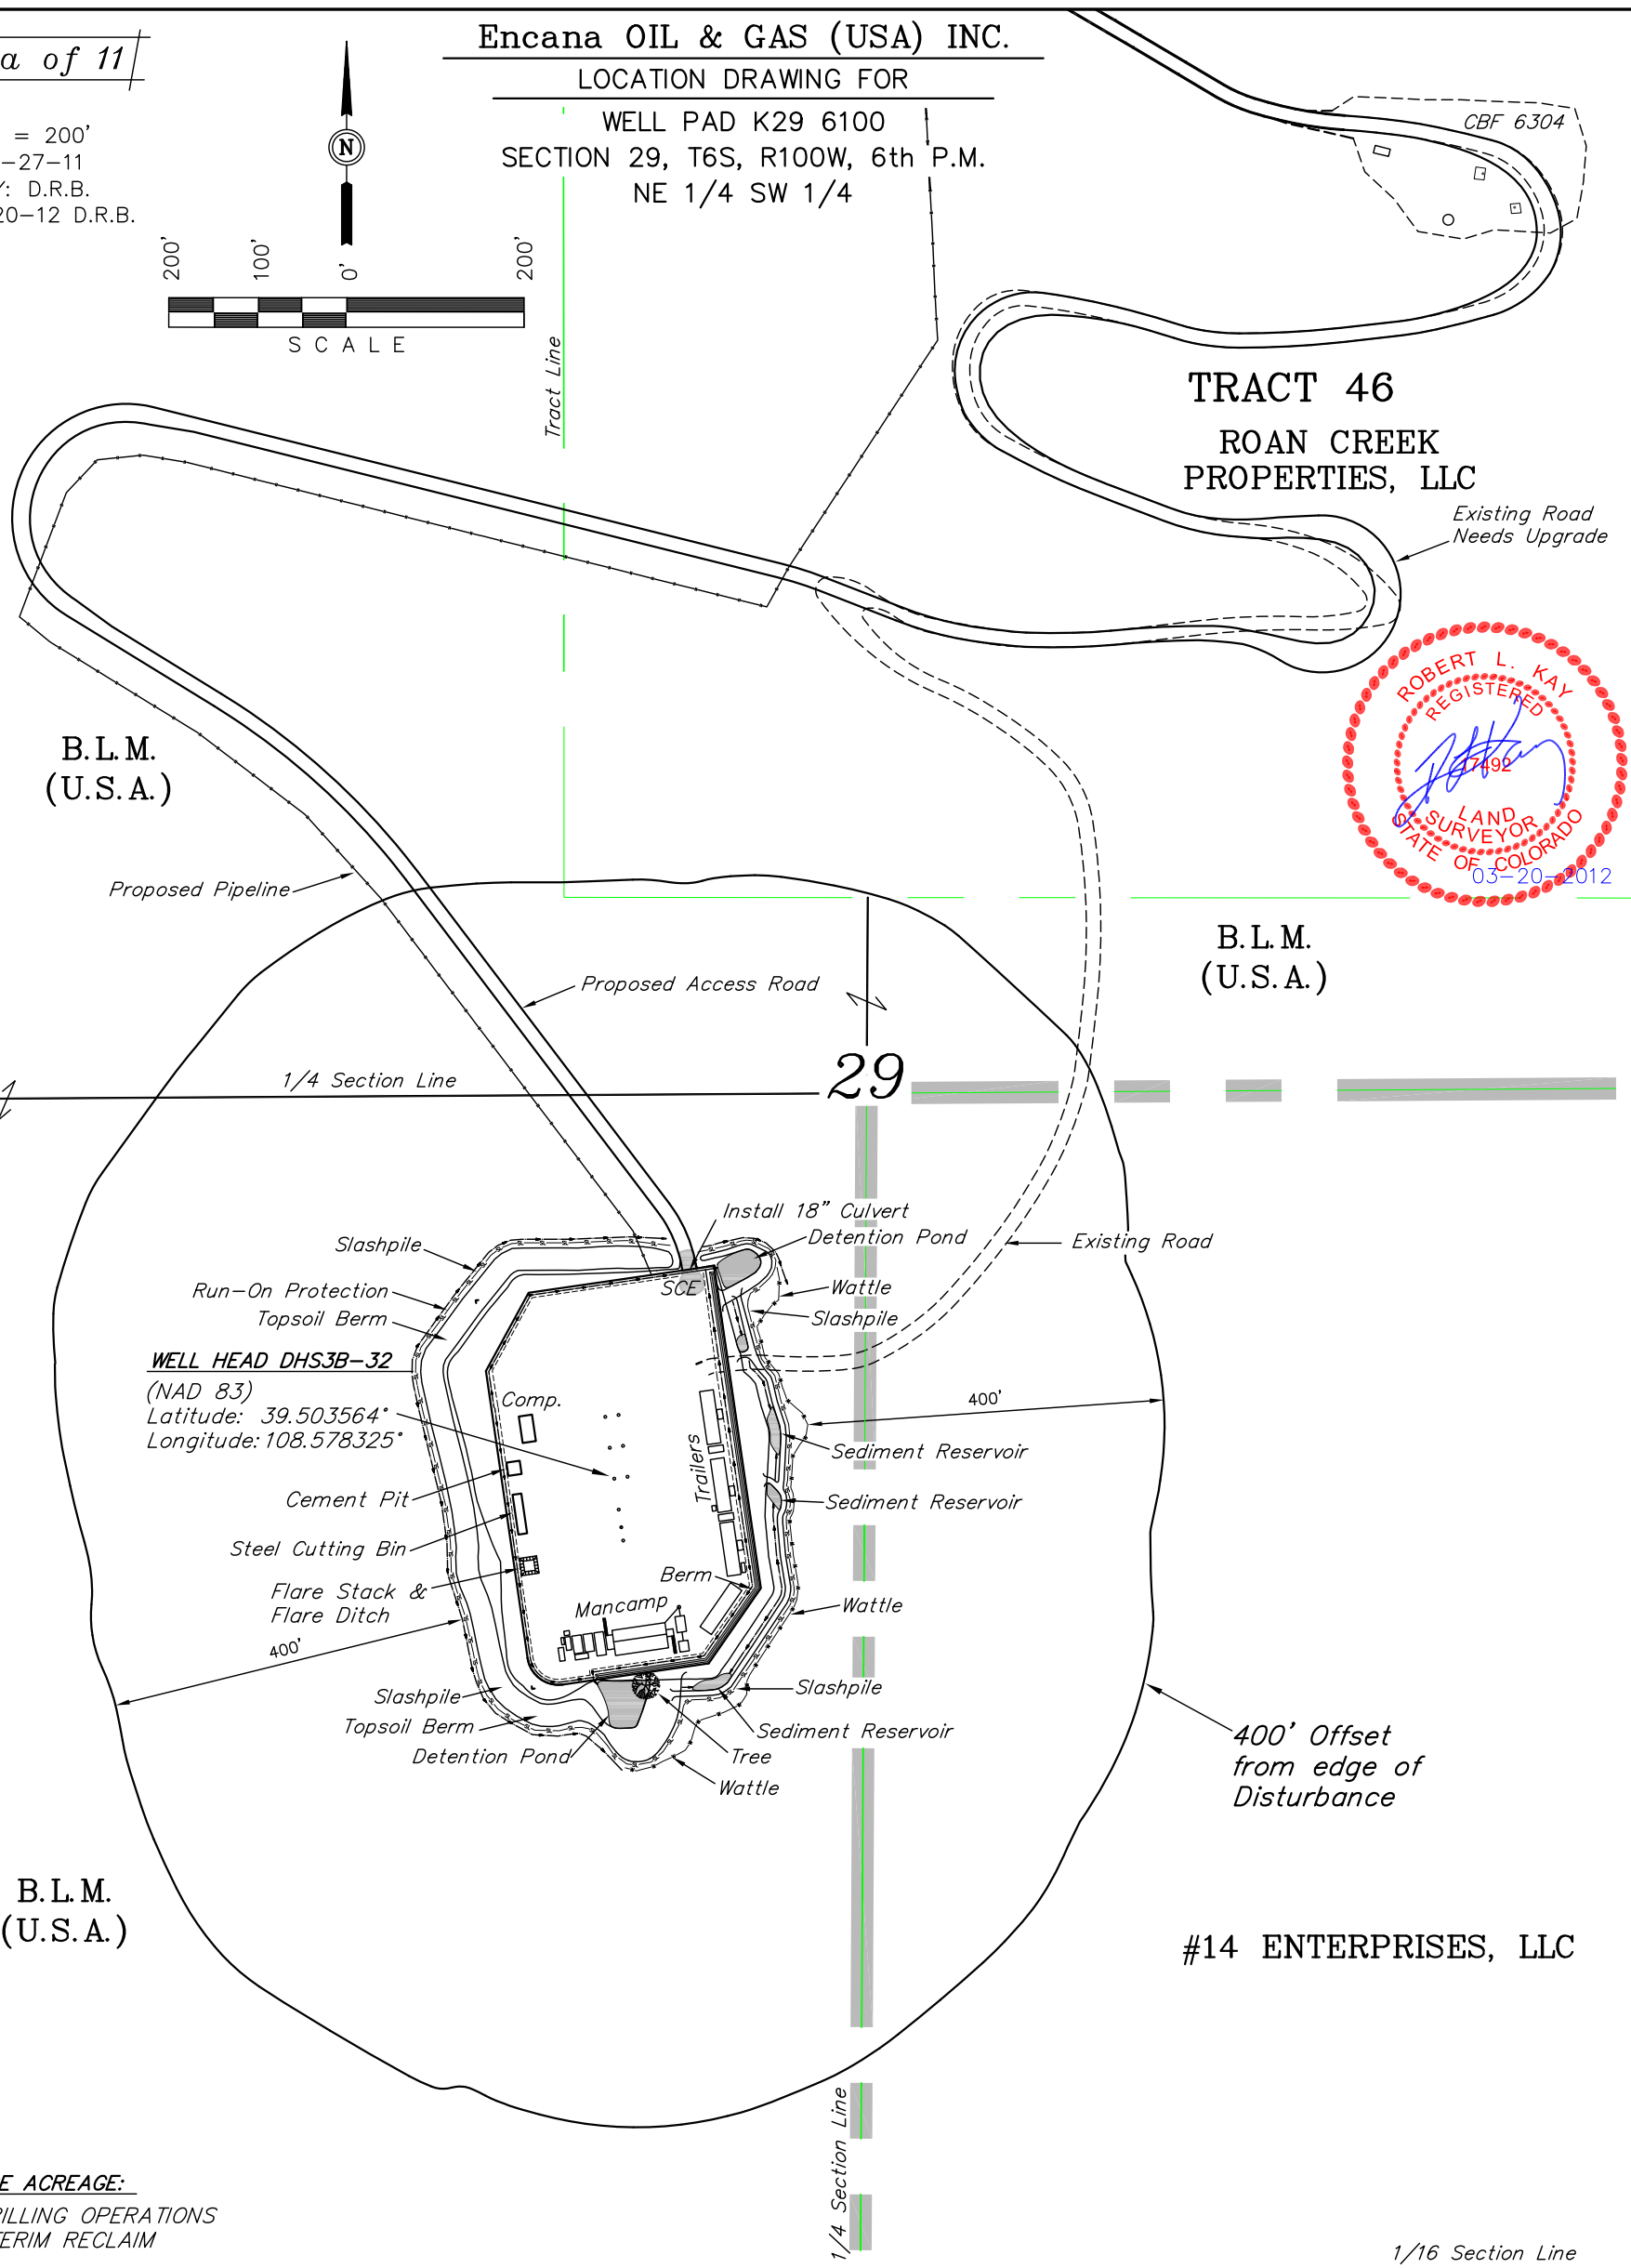 a of 11
Encana OIL & GAS (USA) INC.
LOCATION DRAWING FOR
WELL PAD K29 6100
SECTION 29, T6S, R100W, 6th P.M.
NE 1/4 SW 1/4
= 200'
-27-11
: D.R.B.
20-12 D.R.B.
N
200'
100'
0'
200'
SCALE
CBF 6304
Tract Line
TRACT 46
ROAN CREEK
PROPERTIES, LLC
Existing Road
Needs Upgrade
ROBERT L. KAY
REGISTERED
17492
LAND
SURVEYOR
STATE OF COLORADO
03-20-2012
B.L.M.
(U.S.A.)
Proposed Pipeline
B.L.M.
(U.S.A.)
Proposed Access Road
29
1/4 Section Line
Install 18" Culvert
Detention Pond
Existing Road
Slashpile
SCE
Wattle
Run-On Protection
Slashpile
Topsoil Berm
WELL HEAD DHS3B-32
(NAD 83)
Latitude: 39.503564°
Longitude: 108.578325°
Comp.
400'
Trailers
Sediment Reservoir
Cement Pit
Sediment Reservoir
Steel Cutting Bin
Flare Stack &
Flare Ditch
Berm
Mancamp
Wattle
400'
Slashpile
Slashpile
Topsoil Berm
Sediment Reservoir
Detention Pond
Tree
Wattle
400' Offset
from edge of
Disturbance
B.L.M.
(U.S.A.)
#14 ENTERPRISES, LLC
1/4 Section Line
E ACREAGE:
RILLING OPERATIONS
TERIM RECLAIM
1/16 Section Line